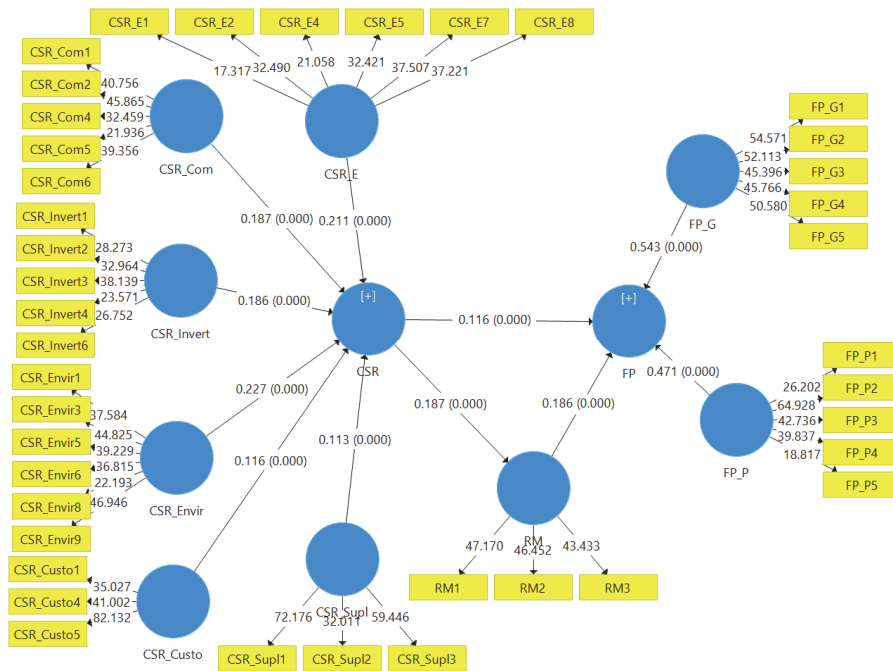 CSR_E1
CSR_E2
CSR_E4
CSR_E5
CSR_E7
CSR_E8
17.317
32.490
21.058
32.421
37.507
37.221
CSR_E
CSR_Com1
CSR_Com2
CSR_Com4
CSR_Com5
CSR_Com6
40.756
45.865
32.459
21.936
39.356
CSR_Com
CSR_Invert1
CSR_Invert2
CSR_Invert3
CSR_Invert4
CSR_Invert6
28.273
32.964
38.139
23.571
26.752
CSR_Invert
CSR_Envir1
CSR_Envir3
CSR_Envir5
CSR_Envir6
CSR_Envir8
CSR_Envir9
37.584
44.825
39.229
36.815
22.193
46.946
CSR_Envir
CSR_Custo1
CSR_Custo4
CSR_Custo5
35.027
41.002
82.132
CSR_Custo
CSR_Supl
72.176
32.011
59.446
CSR_Supl1
CSR_Supl2
CSR_Supl3
0.187 (0.000)
0.211 (0.000)
0.186 (0.000)
0.227 (0.000)
0.116 (0.000)
0.113 (0.000)
[+]
CSR
0.116 (0.000)
0.187 (0.000)
0.186 (0.000)
RM
47.170
46.452
43.433
RM1
RM2
RM3
[+]
FP
0.543 (0.000)
0.471 (0.000)
FP_G
54.571
52.113
45.396
45.766
50.580
FP_G1
FP_G2
FP_G3
FP_G4
FP_G5
FP_P
26.202
64.928
42.736
39.837
18.817
FP_P1
FP_P2
FP_P3
FP_P4
FP_P5